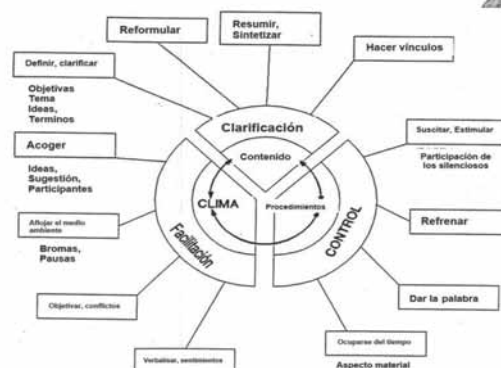 Reformular
Resumir,
Sintetizar
Hacer vínculos
Definir, clarificar
Objetivas
Tema
Ideas,
Terminos
Clarificación
Contenido
Suscitar, Estimular
Participación de
los silenciosos
Acoger
Ideas,
Sugestión,
Participantes
CLIMA
Procedimientos
Refrenar
Aflojar el medio
ambiente
Bromas,
Pausas
Facilitación
CONTROL
Dar la palabra
Objetivar, conflictos
Ocuparse del tiempo
Aspecto material
Verbalisar, sentimientos